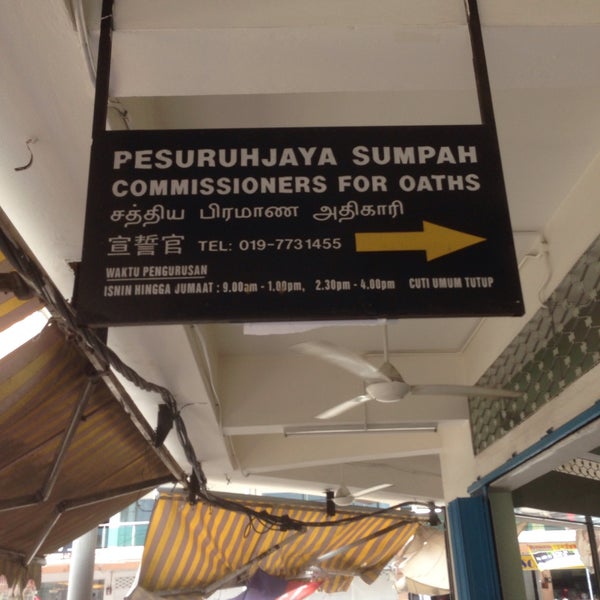 PESURUHJAYA SUMPAH
COMMISSIONERS FOR OATHS
சத்திய பிரமாண அதிகாரி
宣誓官 TEL: 019-7731455
WAKTU PENGURUSAN
ISNIN HINGGA JUMAAT : 9.00am - 1.00pm, 2.30pm - 4.00pm CUTI UMUM TUTUP